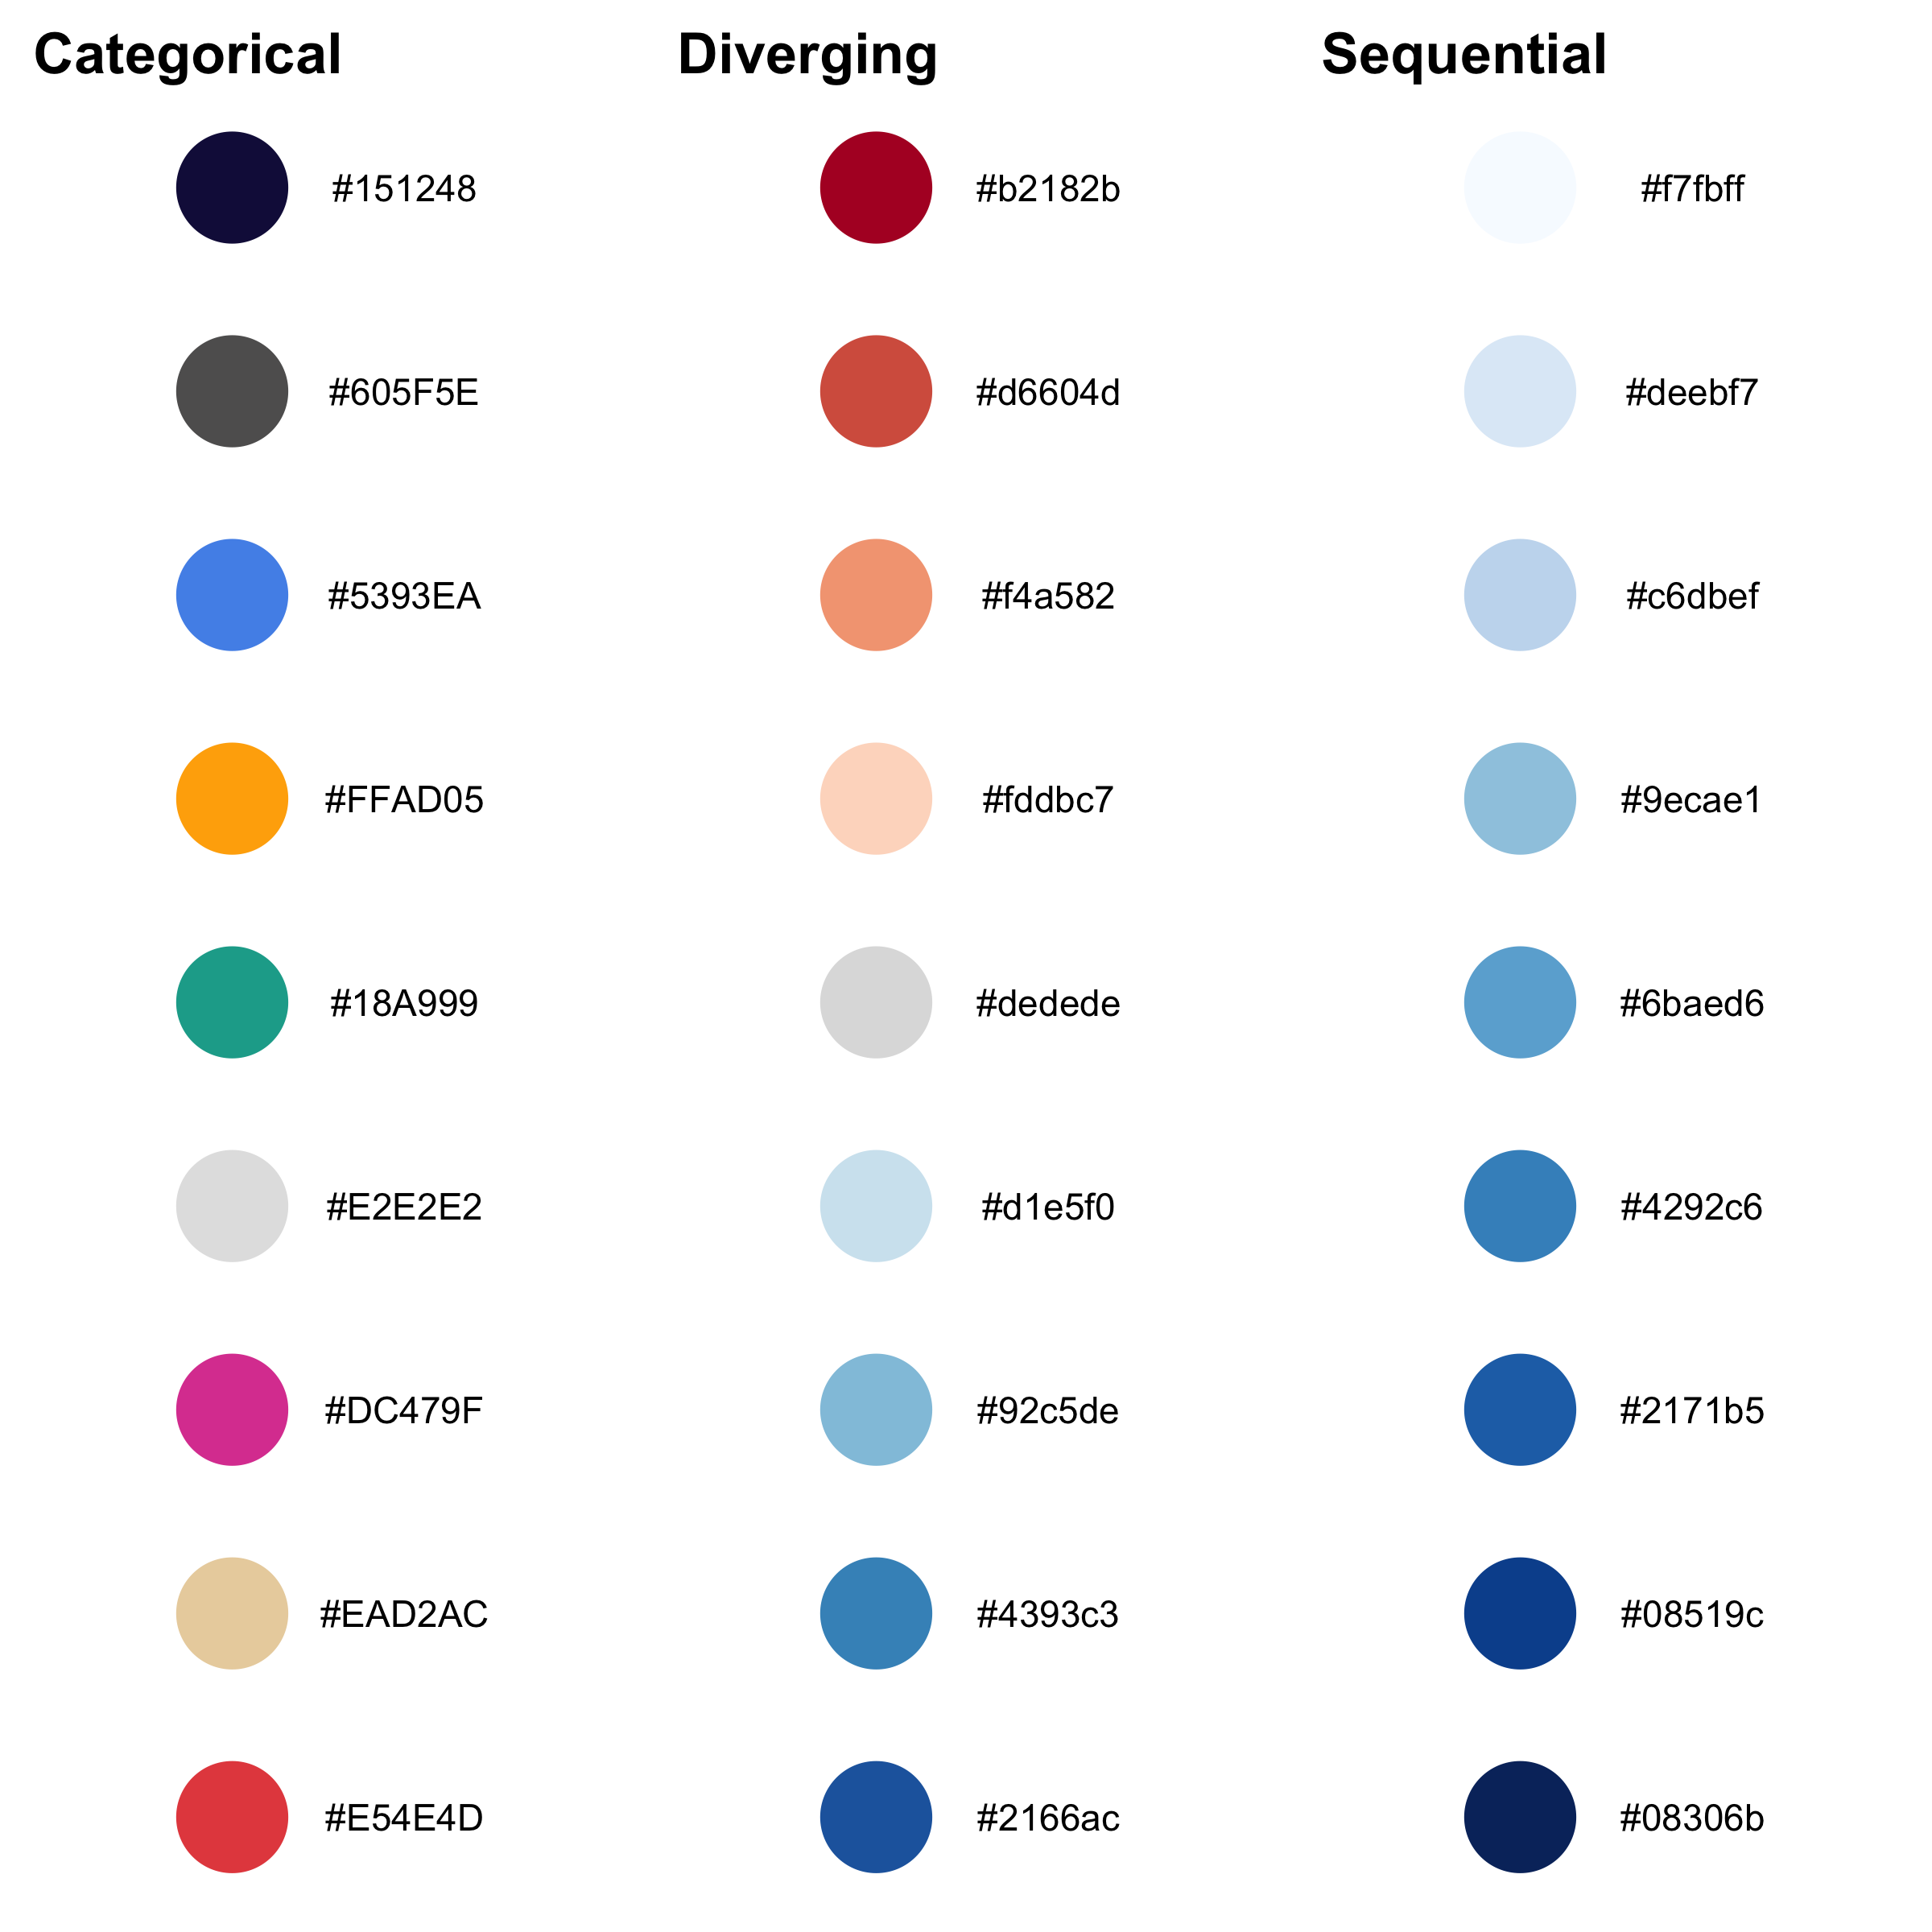 Categorical Diverging Sequential
#151248 #b2182b #f7fbff
#605F5E #d6604d #deebf7
#5393EA #f4a582 #c6dbef
#FFAD05 #fddbc7 #9ecae1
#18A999 #dedede #6baed6
#E2E2E2 #d1e5f0 #4292c6
#DC479F #92c5de #2171b5
#EAD2AC #4393c3 #08519c
#E54E4D #2166ac #08306b